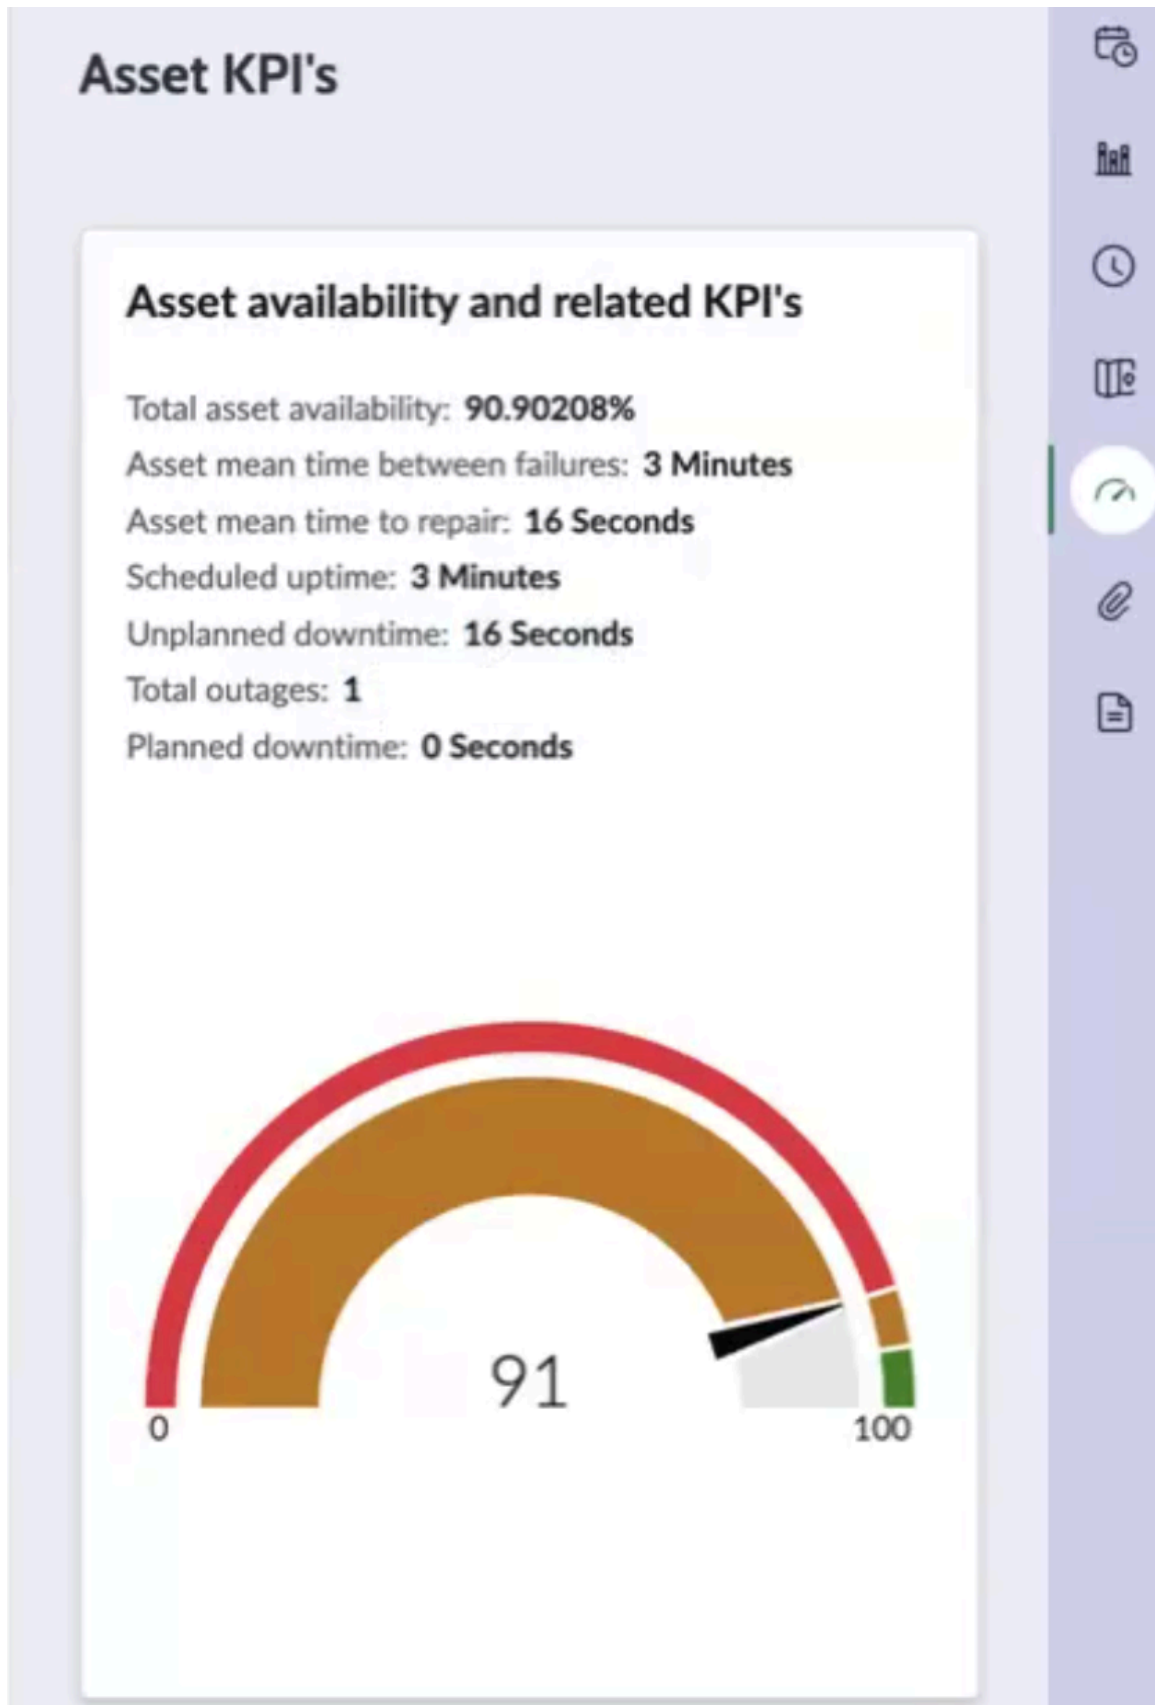 Asset KPI's
Asset availability and related KPI's
Total asset availability: 90.90208%
Asset mean time between failures: 3 Minutes
Asset mean time to repair: 16 Seconds
Scheduled uptime: 3 Minutes
Unplanned downtime: 16 Seconds
Total outages: 1
Planned downtime: 0 Seconds
91
0
100